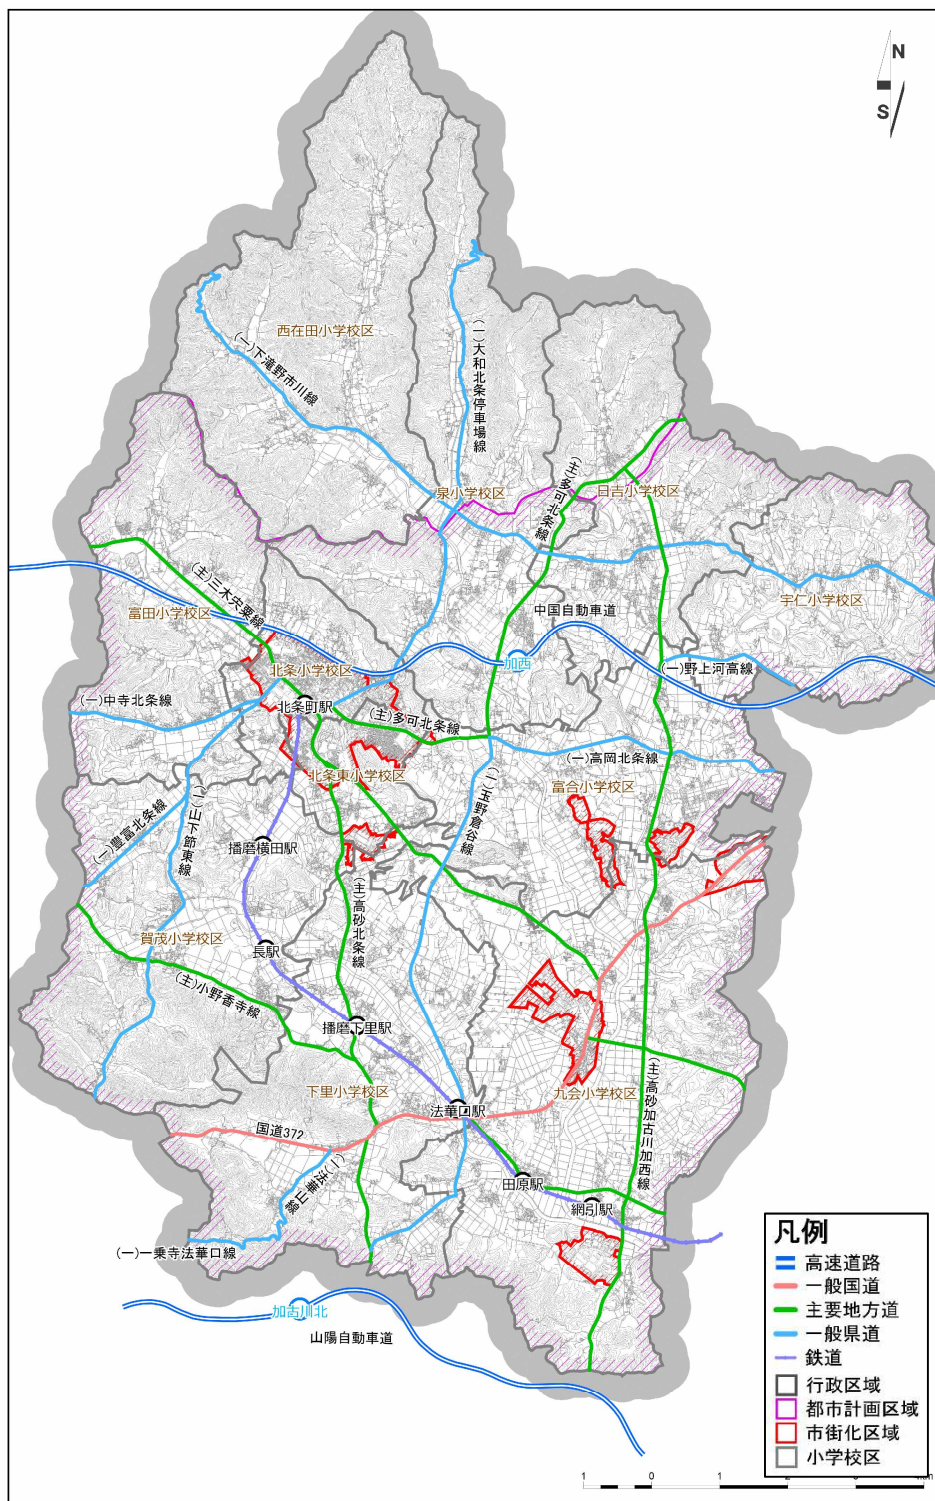 N
S
西在田小学校区
(一)下滝野市川線
(一)大和北条停車場線
泉小学校区
(主)多可北条線
日吉小学校区
宇仁小学校区
(主)三木宍粟線
富田小学校区
中国自動車道
加西
(一)野上河高線
北条小学校区
(一)中寺北条線
北条町駅
(主)多可北条線
(一)高岡北条線
北条東小学校区
富合小学校区
(一)玉野倉谷線
(一)豊富北条線
(一)山下節東線
播磨横田駅
(主)高砂北条線
賀茂小学校区
長駅
(主)小野香寺線
播磨下里駅
下里小学校区
九会小学校区
(主)高砂加古川加西線
法華口駅
国道372
(一)法華山線
田原駅
網引駅
(一)一乗寺法華口線
加古川北
山陽自動車道
凡例
高速道路
一般国道
主要地方道
一般県道
鉄道
行政区域
都市計画区域
市街化区域
小学校区
1 0 1